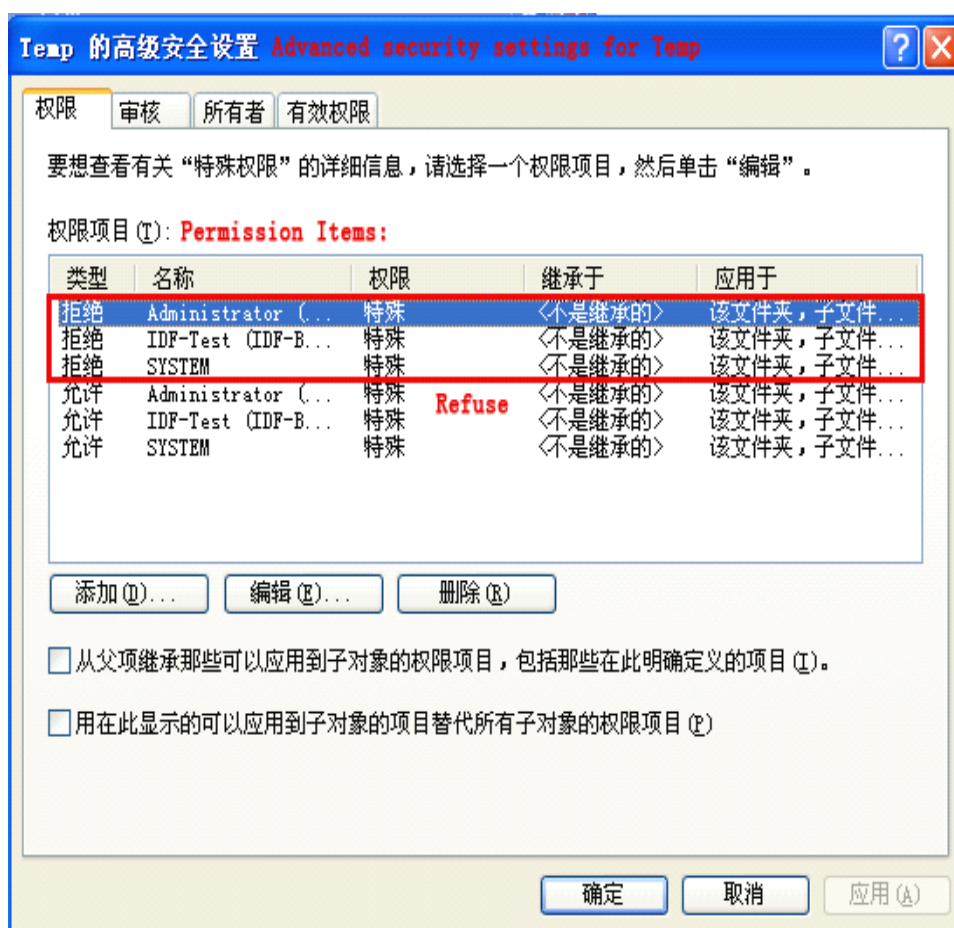 Temp 的高级安全设置 Advanced security settings for Temp
权限 审核 所有者 有效权限
要想查看有关“特殊权限”的详细信息，请选择一个权限项目，然后单击“编辑”。
权限项目(T): Permission Items:
类型 名称 权限 继承于 应用于
拒绝 Administrator (... 特殊 <不是继承的> 该文件夹，子文件...
拒绝 IDF-Test (IDF-B... 特殊 <不是继承的> 该文件夹，子文件...
拒绝 SYSTEM 特殊 <不是继承的> 该文件夹，子文件...
允许 Administrator (... 特殊 <不是继承的> 该文件夹，子文件...
Refuse
允许 IDF-Test (IDF-B... 特殊 <不是继承的> 该文件夹，子文件...
允许 SYSTEM 特殊 <不是继承的> 该文件夹，子文件...
添加(D)... 编辑(E)... 删除(R)
从父项继承那些可以应用到子对象的权限项目，包括那些在此明确定义的项目(I)。
用在此显示的可以应用到子对象的项目替代所有子对象的权限项目(P)
确定 取消 应用(A)